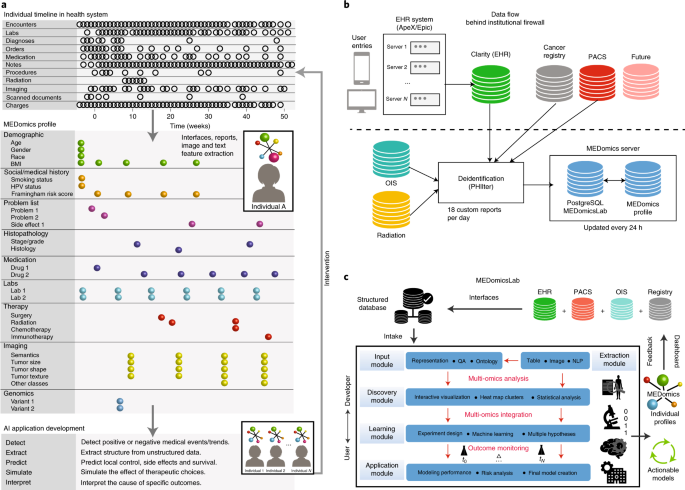 a
Individual timeline in health system
Encounters
Labs
Diagnoses
Orders
Medication
Notes
Procedures
Radiation
Imaging
Scanned documents
Charges
0 10 20 30 40 50
Time (weeks)
MEDomics profile
Interfaces, reports,
image and text
feature extraction
Individual A
Intervention
Demographic
Age
Gender
Race
BMI
Social/medical history
Smoking status
HPV status
Framingham risk score
Problem list
Problem 1
Problem 2
Side effect 1
Histopathology
Stage/grade
Histology
Medication
Drug 1
Drug 2
Labs
Lab 1
Lab 2
Therapy
Surgery
Radiation
Chemotherapy
Immunotherapy
Imaging
Semantics
Tumor size
Tumor shape
Tumor texture
Other classes
Genomics
Variant 1
Variant 2
AI application development
Detect Detect positive or negative medical events/trends.
Extract Extract structure from unstructured data.
Predict Predict local control, side effects and survival.
Simulate Simulate the effect of therapeutic choices.
Interpret Interpret the cause of specific outcomes.
Individual 1 Individual 2 ... Individual N
b
EHR system
(ApeX/Epic)
Data flow
behind institutional firewall
User
entries
Server 1
Server 2
...
Server N
Clarity (EHR)
Cancer
registry
PACS
Future
OIS
Radiation
Deidentification
(PHIlter)
18 custom reports
per day
MEDomics server
PostgreSQL
MEDomicsLab
MEDomics
profile
Updated every 24 h
c
MEDomicsLab
Structured
database
Interfaces
EHR + PACS + OIS + Registry
Intake
Input module
Representation • QA • Ontology
Table • Image • NLP
Extraction
module
Multi-omics analysis
Discovery
module
Interactive visualization • Heat map clusters • Statistical analysis
Multi-omics integration
Learning
module
Experiment design • Machine learning • Multiple hypotheses
Outcome monitoring
t0 ... tN
Application
module
Modeling performance • Risk analysis • Final model creation
0 0
1 1
User
Developer
Feedback
Dashboard
MEDomics
Individual
profiles
Actionable
models